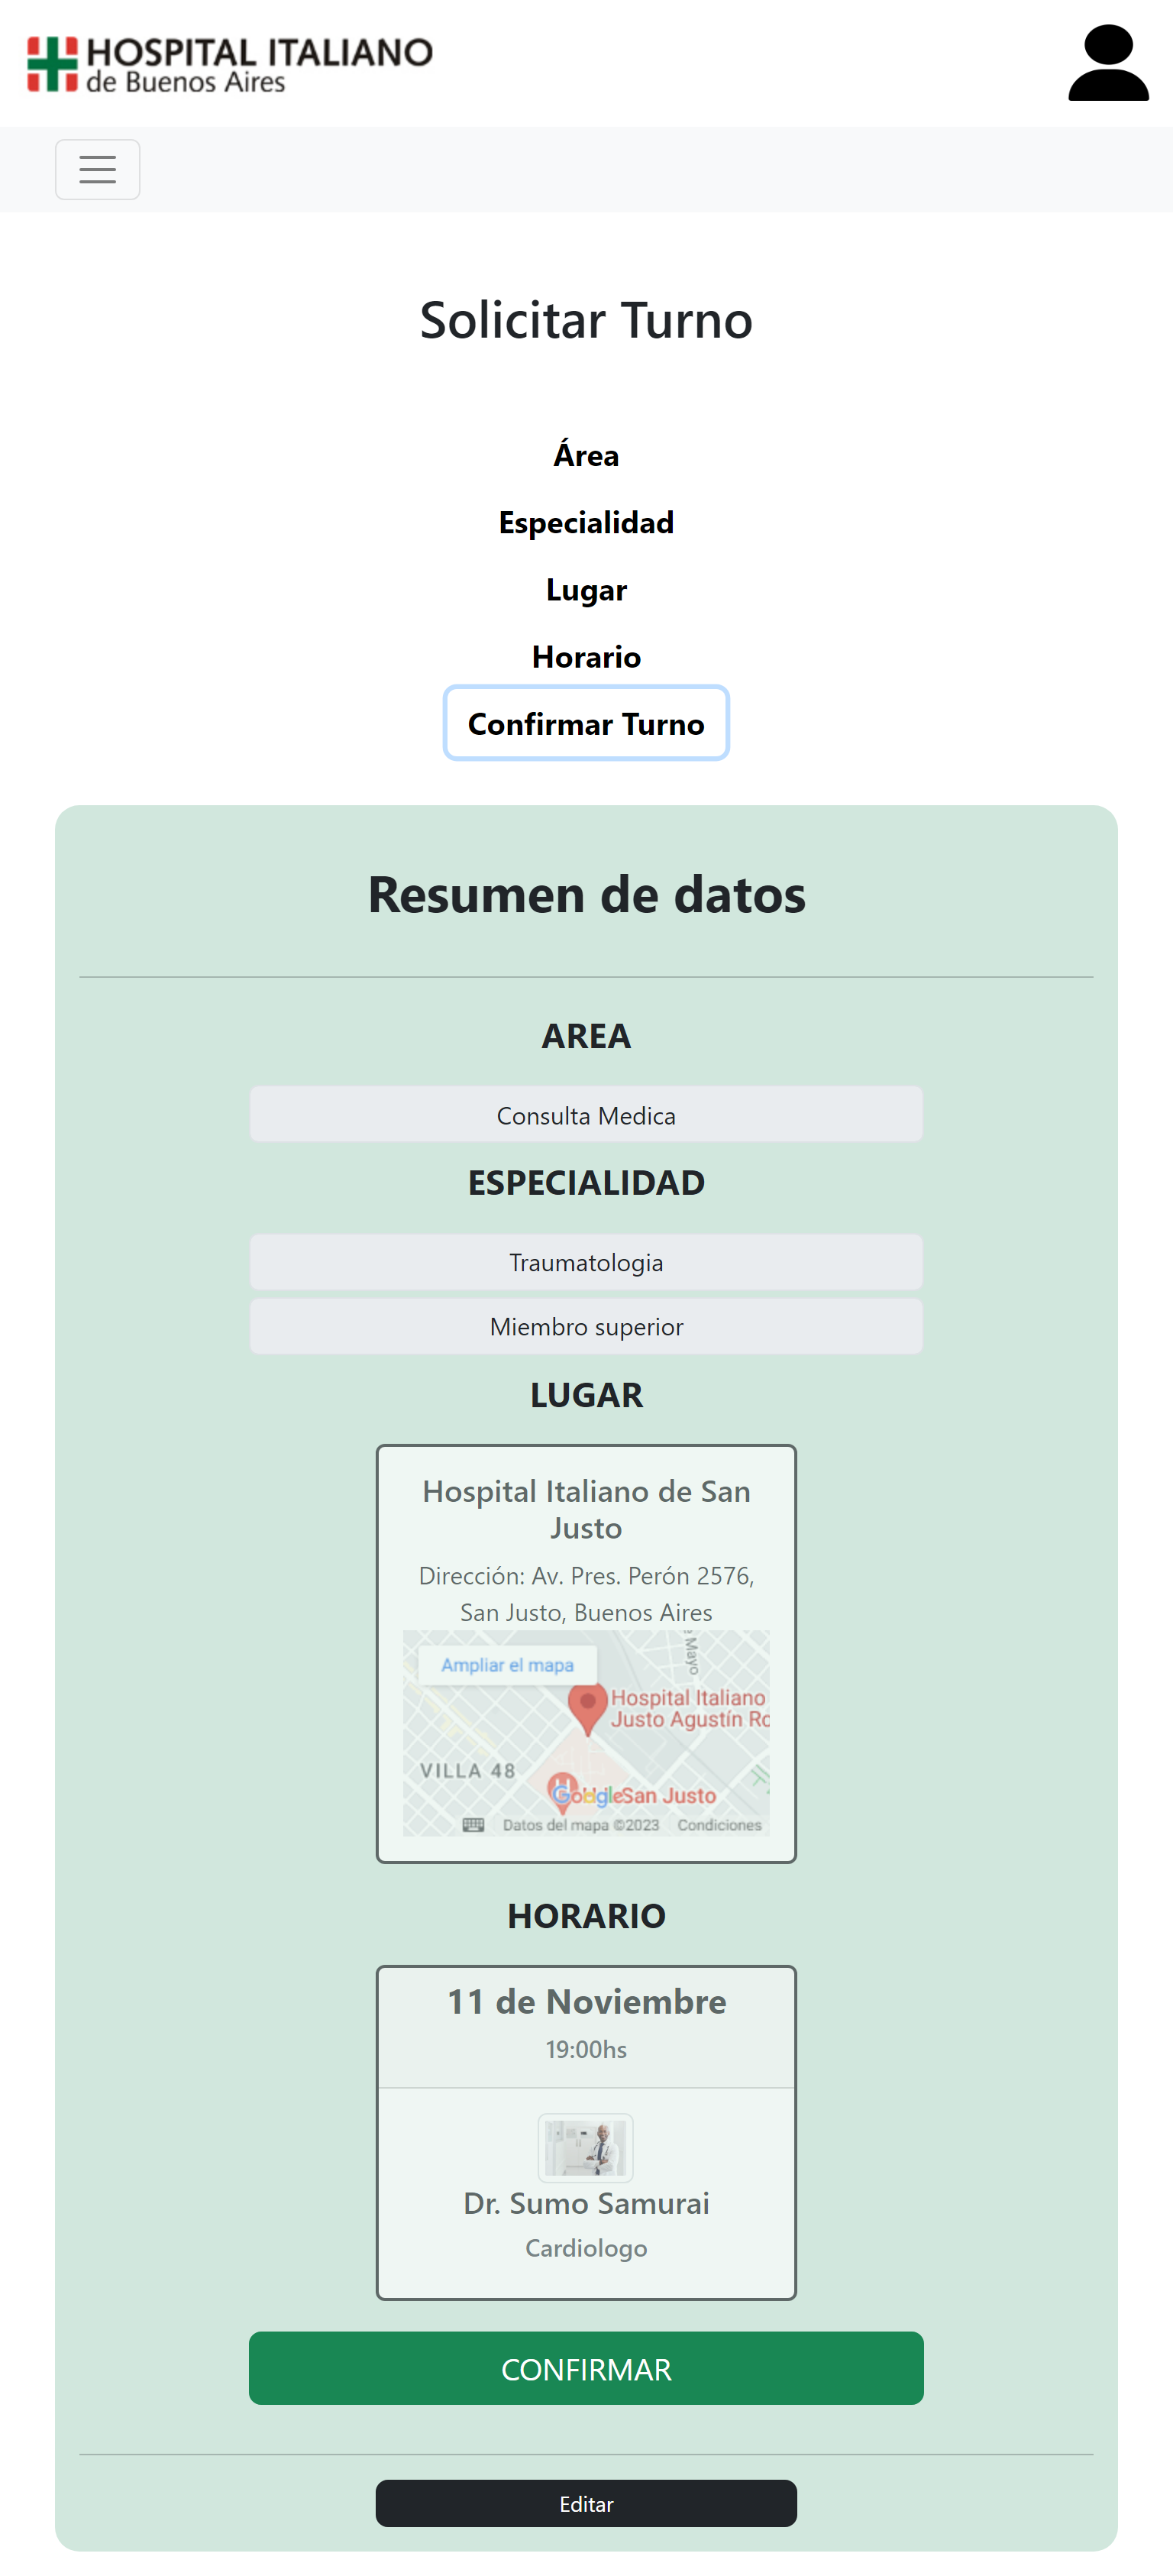 HOSPITAL ITALIANO
de Buenos Aires
Solicitar Turno
Área
Especialidad
Lugar
Horario
Confirmar Turno
Resumen de datos
AREA
Consulta Medica
ESPECIALIDAD
Traumatologia
Miembro superior
LUGAR
Hospital Italiano de San
Justo
Dirección: Av. Pres. Perón 2576,
San Justo, Buenos Aires
Mayo
Ampliar el mapa
Hospital Italiano
Justo Agustín Ro
VILLA 48
Google
San Justo
Datos del mapa ©2023 Condiciones
HORARIO
11 de Noviembre
19:00hs
Dr. Sumo Samurai
Cardiologo
CONFIRMAR
Editar